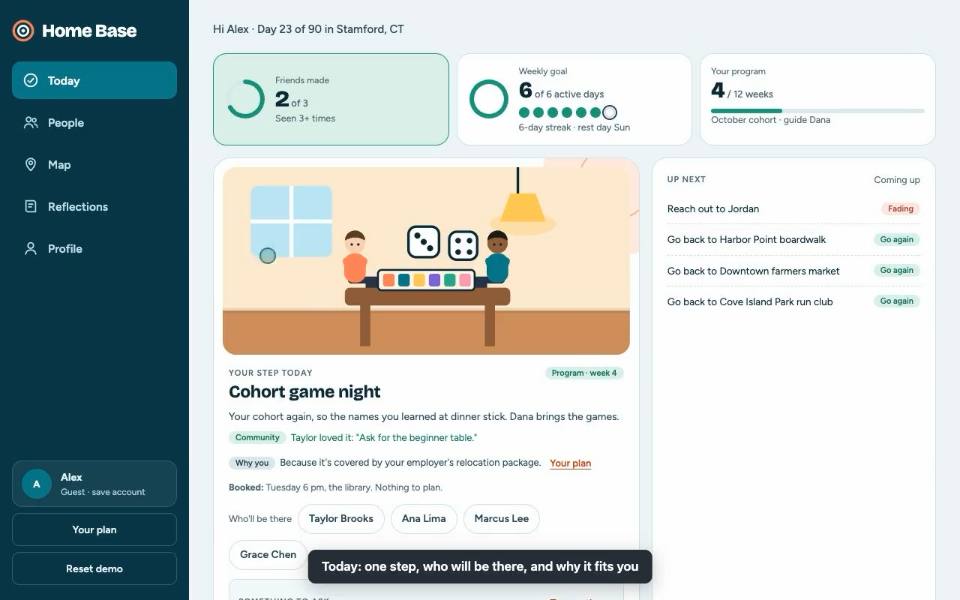 Home Base
Today
People
Map
Reflections
Profile
A
Alex
Guest · save account
Your plan
Reset demo
Hi Alex · Day 23 of 90 in Stamford, CT
Friends made
2 of 3
Seen 3+ times
Weekly goal
6 of 6 active days
6-day streak · rest day Sun
Your program
4 / 12 weeks
October cohort · guide Dana
YOUR STEP TODAY
Program · week 4
Cohort game night
Your cohort again, so the names you learned at dinner stick. Dana brings the games.
Community Taylor loved it: "Ask for the beginner table."
Why you Because it's covered by your employer's relocation package. Your plan
Booked: Tuesday 6 pm, the library. Nothing to plan.
Who'll be there Taylor Brooks Ana Lima Marcus Lee
Grace Chen
Today: one step, who will be there, and why it fits you
SOMETHING TO ASK
UP NEXT
Coming up
Reach out to Jordan Fading
Go back to Harbor Point boardwalk Go again
Go back to Downtown farmers market Go again
Go back to Cove Island Park run club Go again